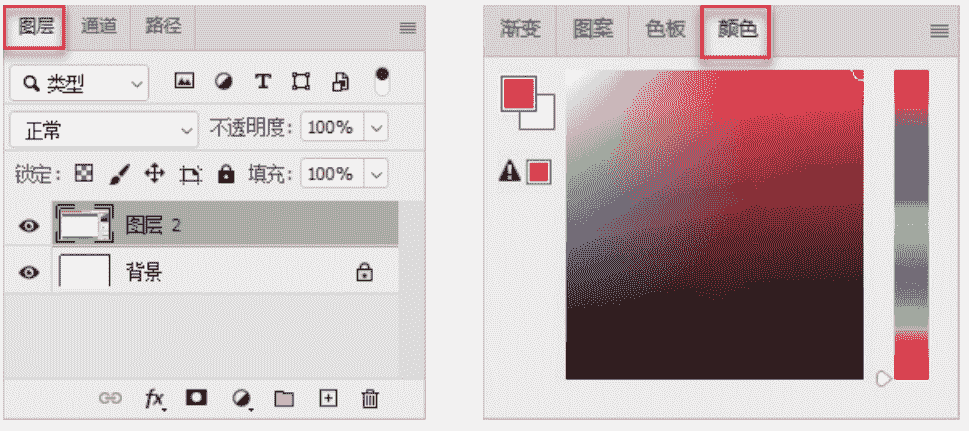 图层 通道 路径
类型 T
正常 不透明度: 100%
锁定: 填充: 100%
图层 2
背景
fx
渐变 图案 色板 颜色